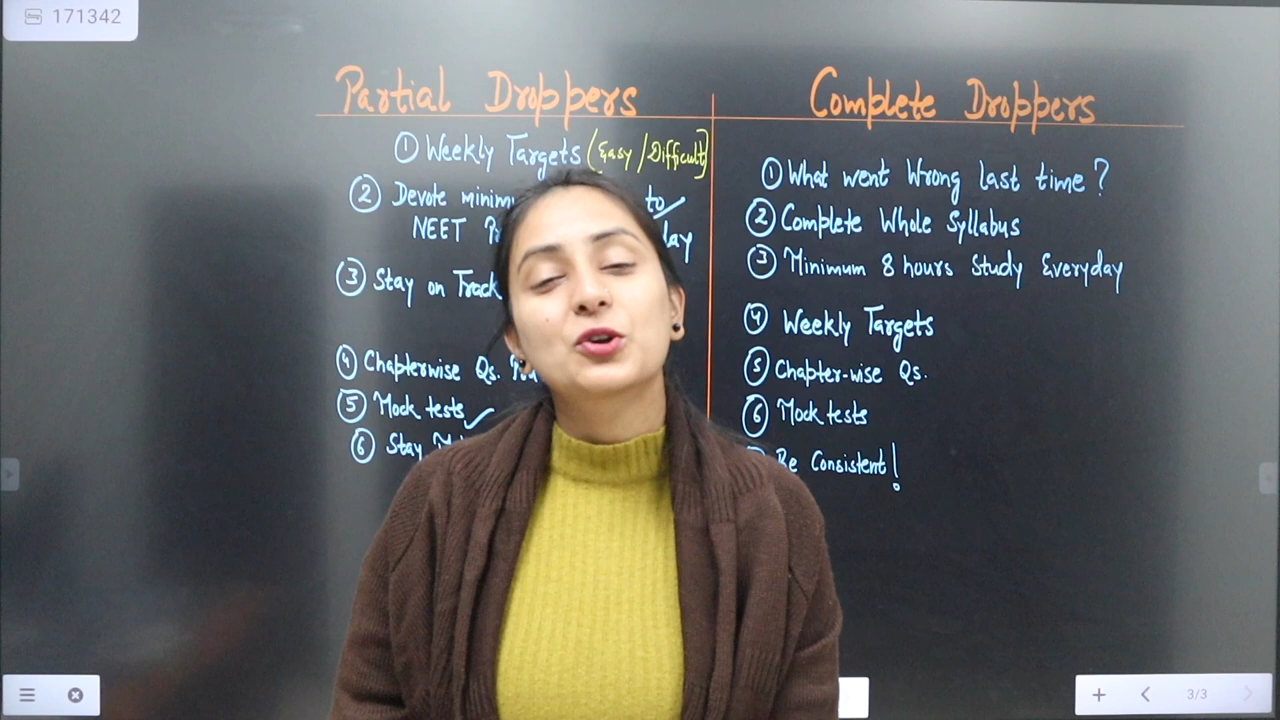 171342
Partial Droppers
① Weekly Targets (Easy / Difficult)
② Devote to
NEET day
③ Stay on Track
④ Chapterwise Qs.
⑤ Mock tests
⑥ Stay
Complete Droppers
① What went Wrong last time ?
② Complete Whole Syllabus
③ Minimum 8 hours Study Everyday
④ Weekly Targets
⑤ Chapter-wise Qs.
⑥ Mock tests
Be Consistent !
3/3